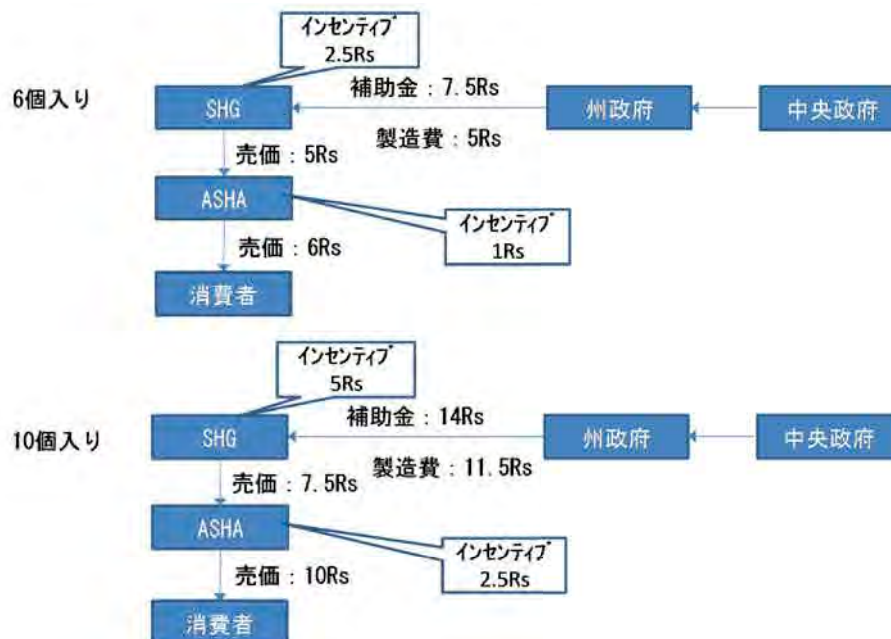 インセンティブ
2.5Rs
6個入り
SHG
補助金：7.5Rs
州政府
中央政府
製造費：5Rs
売価：5Rs
ASHA
インセンティブ
1Rs
売価：6Rs
消費者
インセンティブ
5Rs
10個入り
SHG
補助金：14Rs
州政府
中央政府
製造費：11.5Rs
売価：7.5Rs
ASHA
インセンティブ
2.5Rs
売価：10Rs
消費者